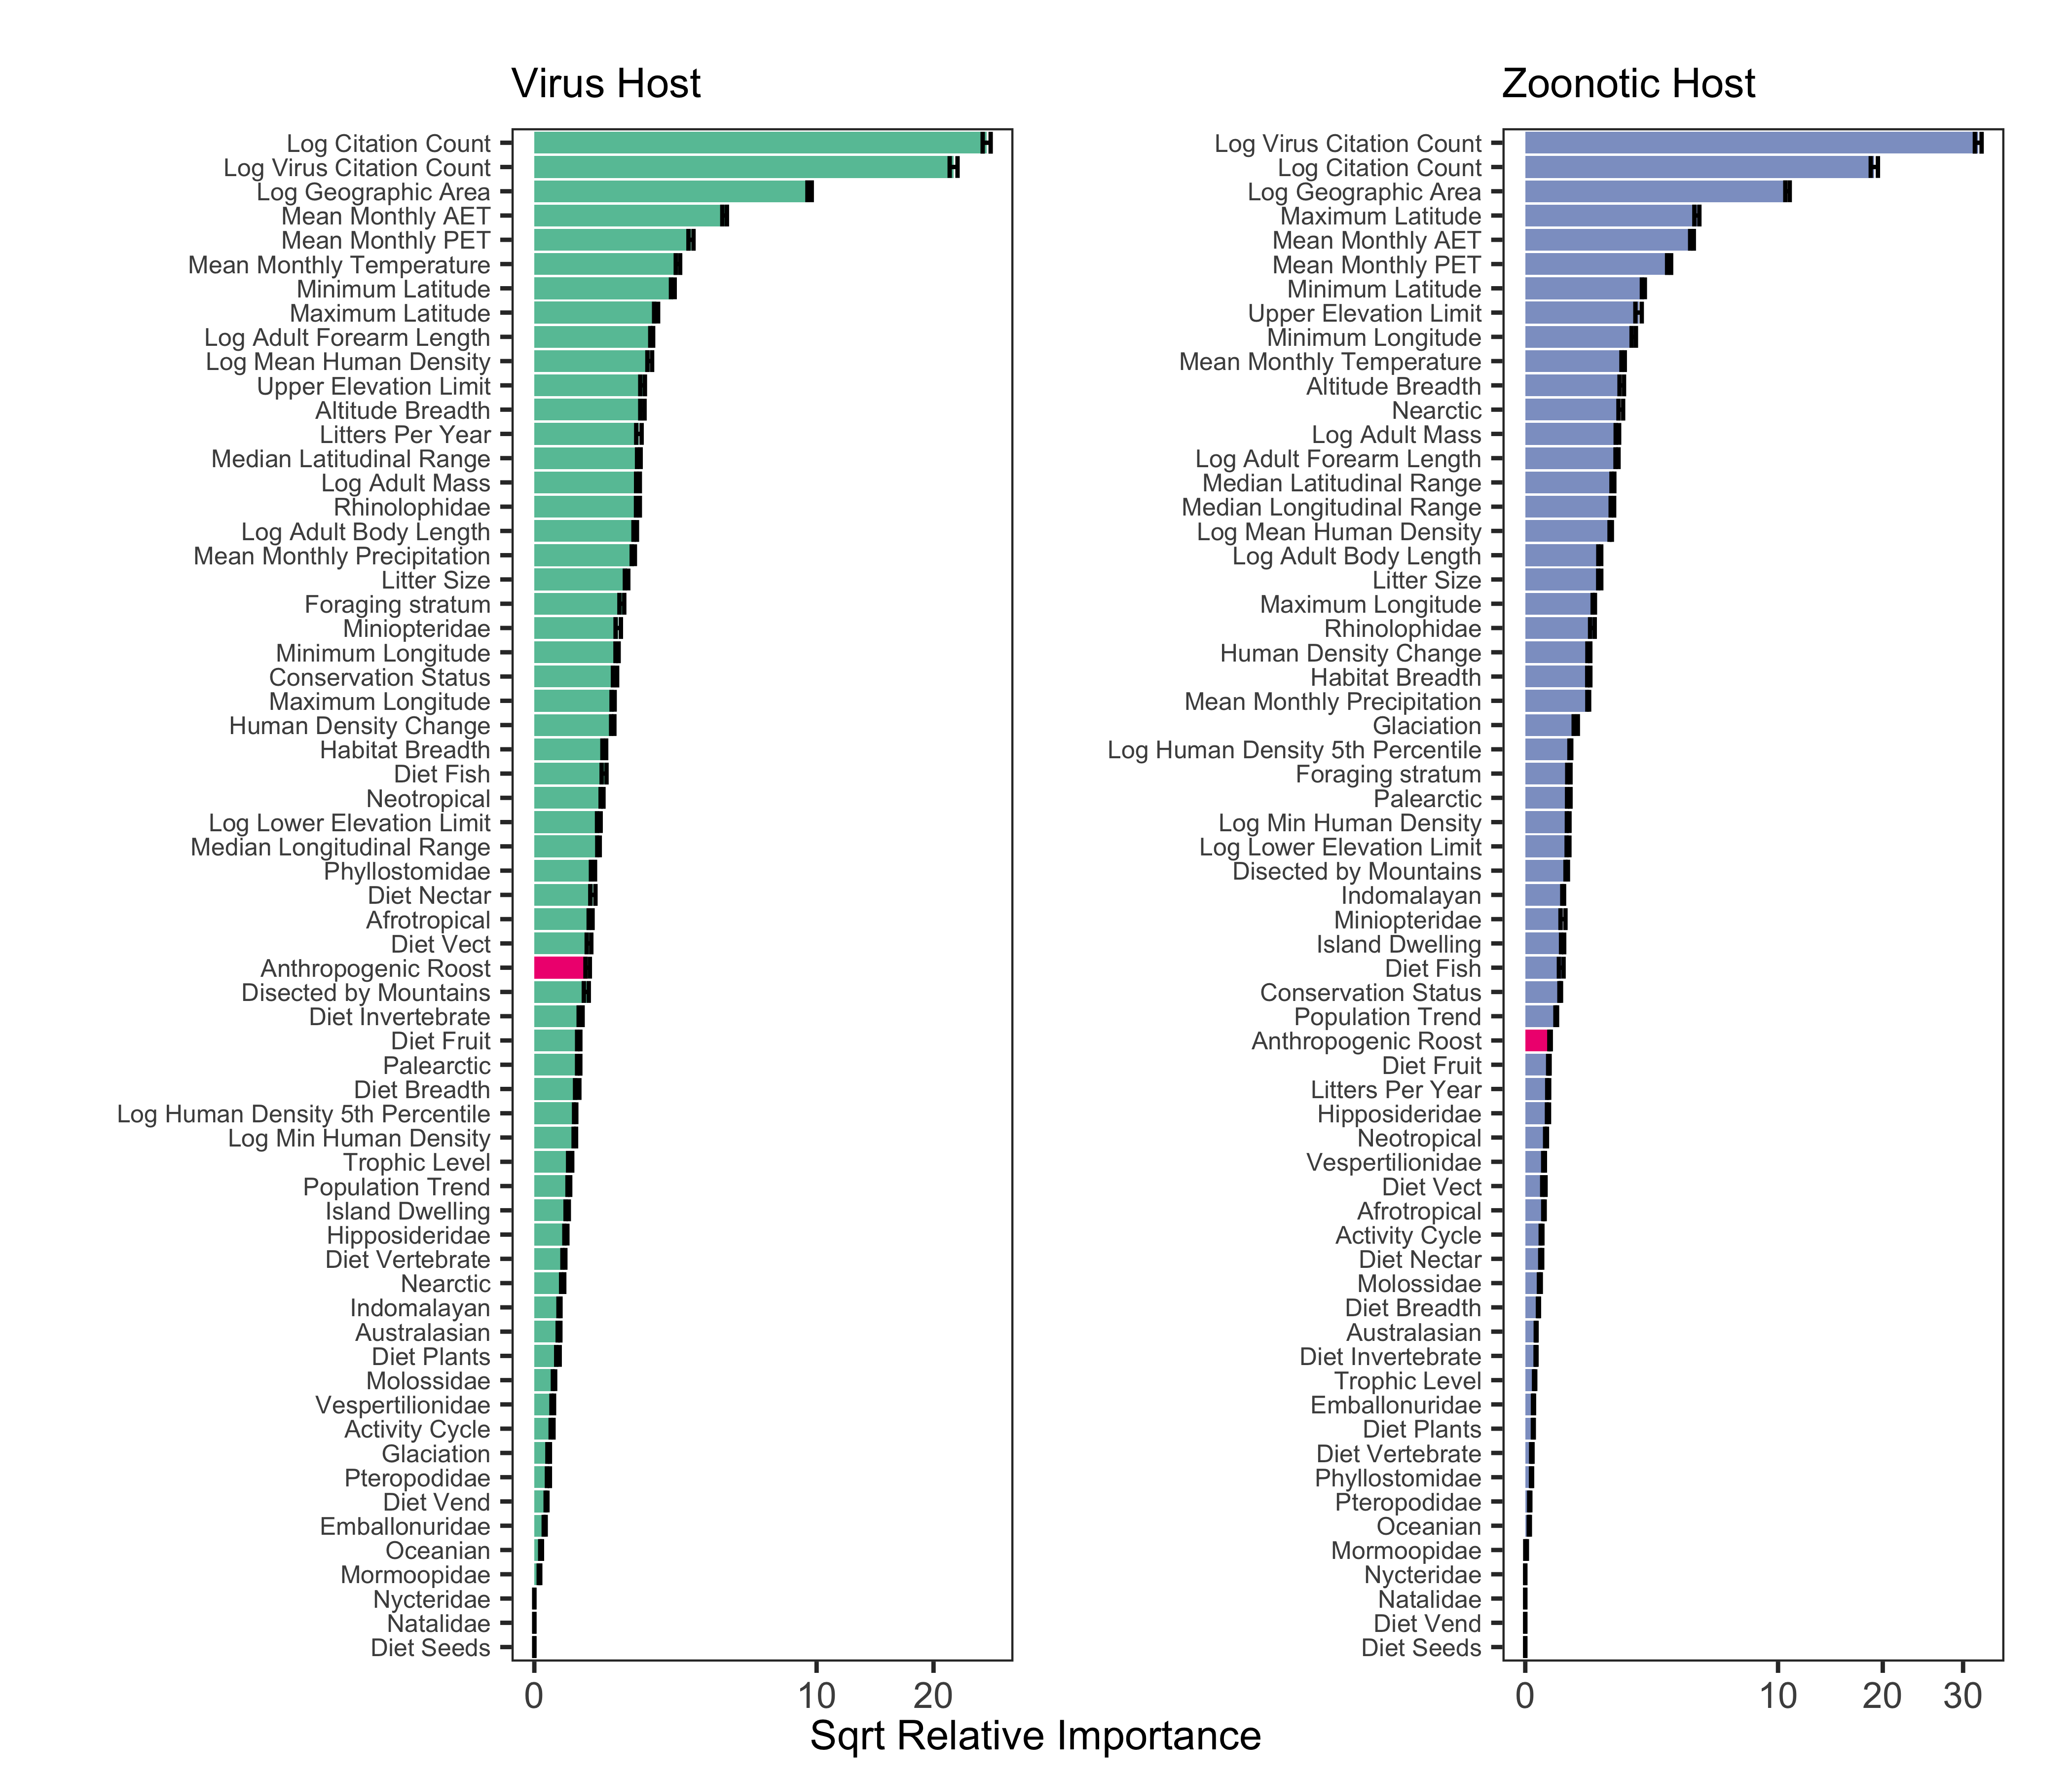 Virus Host
Log Citation Count
Log Virus Citation Count
Log Geographic Area
Mean Monthly AET
Mean Monthly PET
Mean Monthly Temperature
Minimum Latitude
Maximum Latitude
Log Adult Forearm Length
Log Mean Human Density
Upper Elevation Limit
Altitude Breadth
Litters Per Year
Median Latitudinal Range
Log Adult Mass
Rhinolophidae
Log Adult Body Length
Mean Monthly Precipitation
Litter Size
Foraging stratum
Miniopteridae
Minimum Longitude
Conservation Status
Maximum Longitude
Human Density Change
Habitat Breadth
Diet Fish
Neotropical
Log Lower Elevation Limit
Median Longitudinal Range
Phyllostomidae
Diet Nectar
Afrotropical
Diet Vect
Anthropogenic Roost
Disected by Mountains
Diet Invertebrate
Diet Fruit
Palearctic
Diet Breadth
Log Human Density 5th Percentile
Log Min Human Density
Trophic Level
Population Trend
Island Dwelling
Hipposideridae
Diet Vertebrate
Nearctic
Indomalayan
Australasian
Diet Plants
Molossidae
Vespertilionidae
Activity Cycle
Glaciation
Pteropodidae
Diet Vend
Emballonuridae
Oceanian
Mormoopidae
Nycteridae
Natalidae
Diet Seeds
0 10 20
Zoonotic Host
Log Virus Citation Count
Log Citation Count
Log Geographic Area
Maximum Latitude
Mean Monthly AET
Mean Monthly PET
Minimum Latitude
Upper Elevation Limit
Minimum Longitude
Mean Monthly Temperature
Altitude Breadth
Nearctic
Log Adult Mass
Log Adult Forearm Length
Median Latitudinal Range
Median Longitudinal Range
Log Mean Human Density
Log Adult Body Length
Litter Size
Maximum Longitude
Rhinolophidae
Human Density Change
Habitat Breadth
Mean Monthly Precipitation
Glaciation
Log Human Density 5th Percentile
Foraging stratum
Palearctic
Log Min Human Density
Log Lower Elevation Limit
Disected by Mountains
Indomalayan
Miniopteridae
Island Dwelling
Diet Fish
Conservation Status
Population Trend
Anthropogenic Roost
Diet Fruit
Litters Per Year
Hipposideridae
Neotropical
Vespertilionidae
Diet Vect
Afrotropical
Activity Cycle
Diet Nectar
Molossidae
Diet Breadth
Australasian
Diet Invertebrate
Trophic Level
Emballonuridae
Diet Plants
Diet Vertebrate
Phyllostomidae
Pteropodidae
Oceanian
Mormoopidae
Nycteridae
Natalidae
Diet Vend
Diet Seeds
0 10 20 30
Sqrt Relative Importance